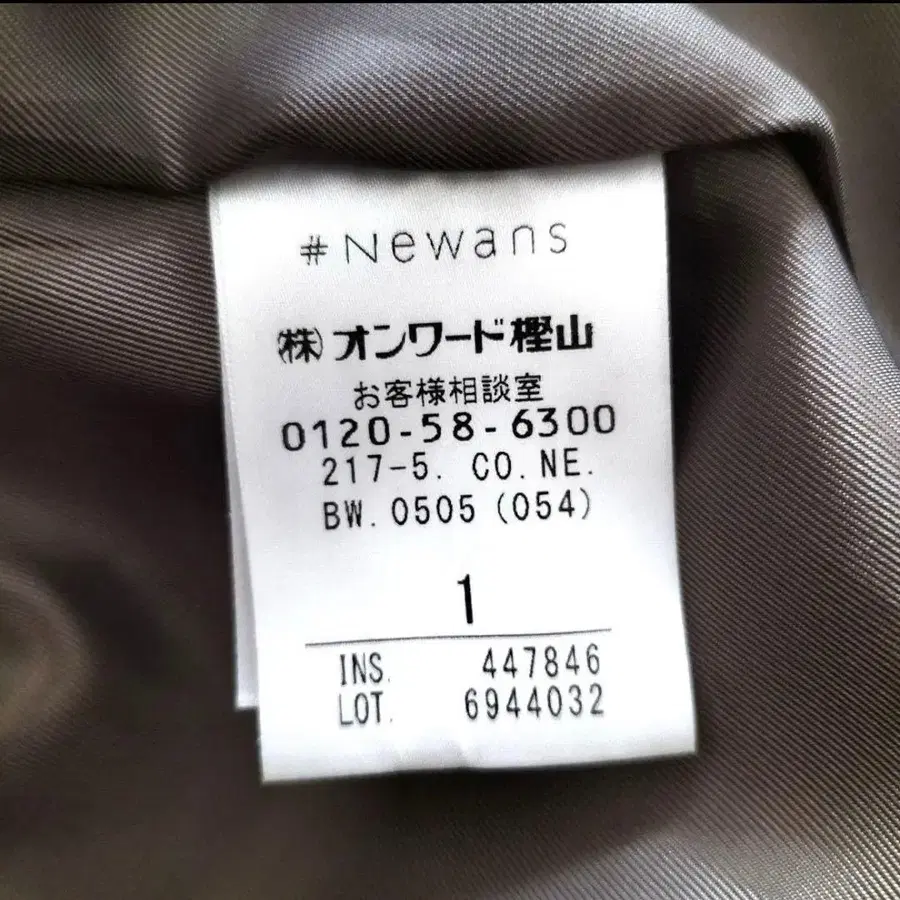 #Newans
㈱オンワード樫山
お客様相談室
0120-58-6300
217-5. CO.NE.
BW.0505(054)
1
INS. 447846
LOT. 6944032